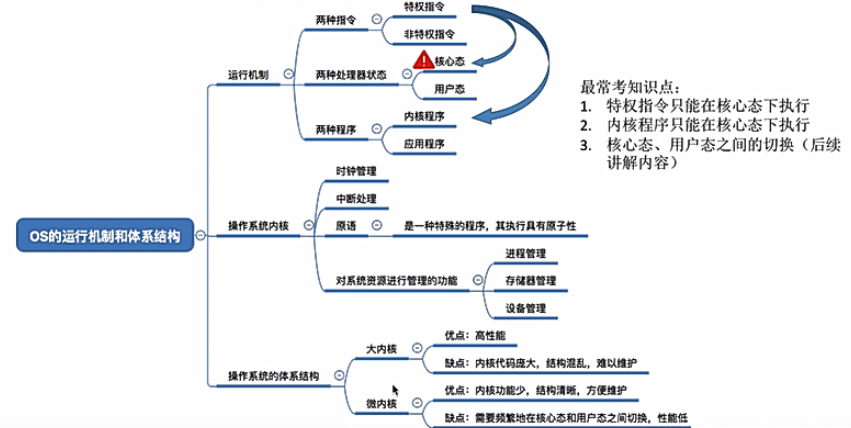 特权指令
两种指令
非特权指令
核心态
运行机制
两种处理器状态
用户态
内核程序
两种程序
应用程序
最常考知识点：
1. 特权指令只能在核心态下执行
2. 内核程序只能在核心态下执行
3. 核心态、用户态之间的切换（后续
讲解内容）
时钟管理
中断处理
OS的运行机制和体系结构
操作系统内核
原语
是一种特殊的程序，其执行具有原子性
进程管理
对系统资源进行管理的功能
存储器管理
设备管理
优点：高性能
大内核
缺点：内核代码庞大，结构混乱，难以维护
操作系统的体系结构
优点：内核功能少，结构清晰，方便维护
微内核
缺点：需要频繁地在核心态和用户态之间切换，性能低